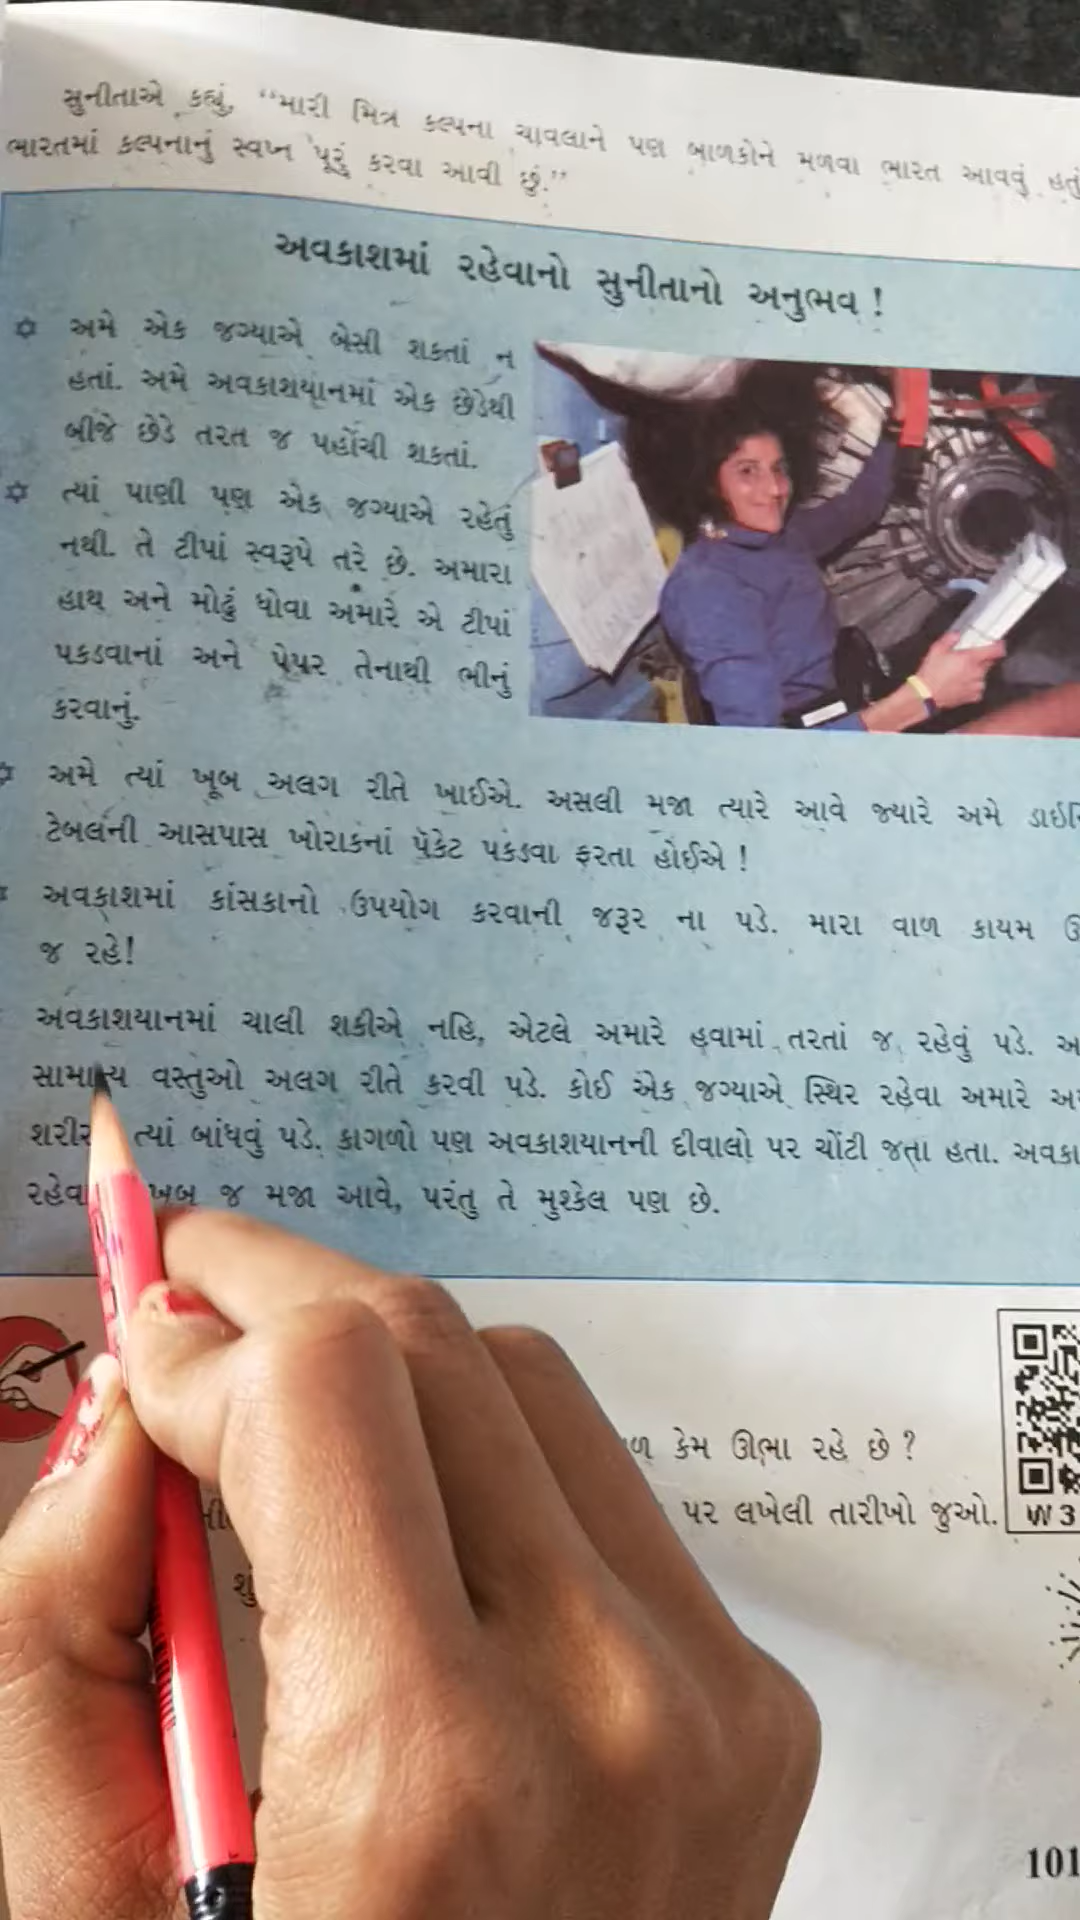 સુનીતાએ કહ્યું, “મારી મિત્ર કલ્પના ચાવલાને પણ બાળકોને મળવા ભારત આવવું હતું
ભારતમાં કલ્પનાનું સ્વપ્ન પૂરું કરવા આવી છું.”
અવકાશમાં રહેવાનો સુનીતાનો અનુભવ !
અમે એક જગ્યાએ બેસી શકતાં ન
હતાં. અમે અવકાશયાનમાં એક છેડેથી
બીજે છેડે તરત જ પહોંચી શકતાં.
ત્યાં પાણી પણ એક જગ્યાએ રહેતું
નથી. તે ટીપાં સ્વરૂપે તરે છે. અમારા
હાથ અને મોઢું ધોવા અમારે એ ટીપાં
પકડવાનાં અને પેપર તેનાથી ભીનું
કરવાનું.
અમે ત્યાં ખૂબ અલગ રીતે ખાઈએ. અસલી મજા ત્યારે આવે જ્યારે અમે
ટેબલની આસપાસ ખોરાકનાં પૅકેટ પકડવા ફરતા હોઈએ !
અવકાશમાં કાંસકાનો ઉપયોગ કરવાની જરૂર ના પડે. મારા વાળ કાયમ
જ રહે!
અવકાશયાનમાં ચાલી શકીએ નહિ, એટલે અમારે હવામાં તરતાં જ રહેવું પડે.
સામાન્ય વસ્તુઓ અલગ રીતે કરવી પડે. કોઈ એક જગ્યાએ સ્થિર રહેવા અમારે
ત્યાં બાંધવું પડે. કાગળો પણ અવકાશયાનની દીવાલો પર ચોંટી જતા હતા.
જ મજા આવે, પરંતુ તે મુશ્કેલ પણ છે.
કેમ ઊભા રહે છે ?
પર લખેલી તારીખો જુઓ.
101